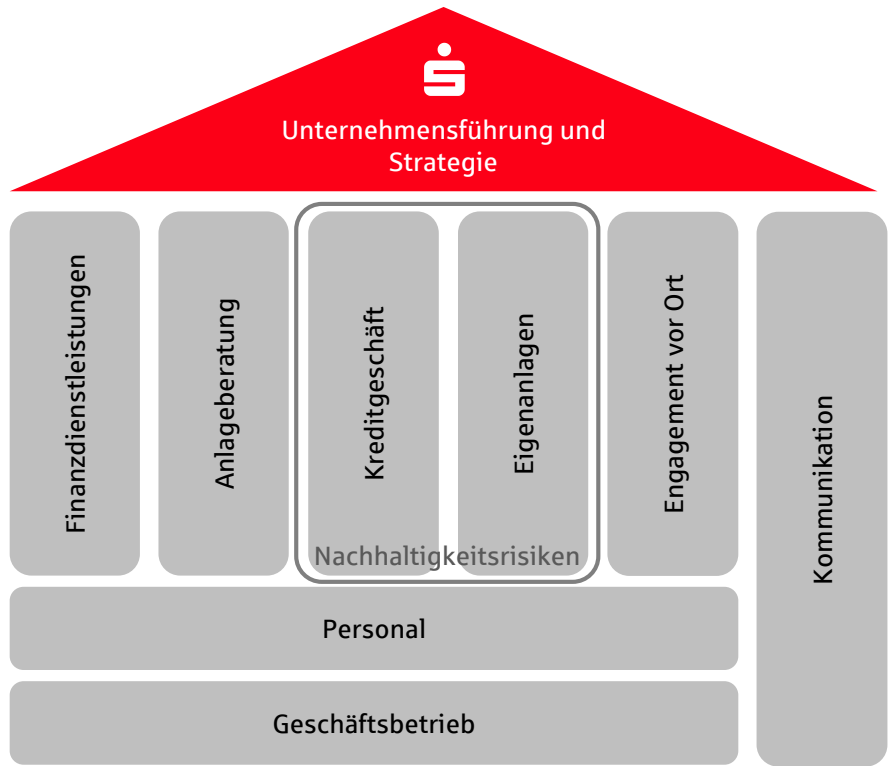 Unternehmensführung und
Strategie
Finanzdienstleistungen
Anlageberatung
Kreditgeschäft
Eigenanlagen
Engagement vor Ort
Kommunikation
Nachhaltigkeitsrisiken
Personal
Geschäftsbetrieb